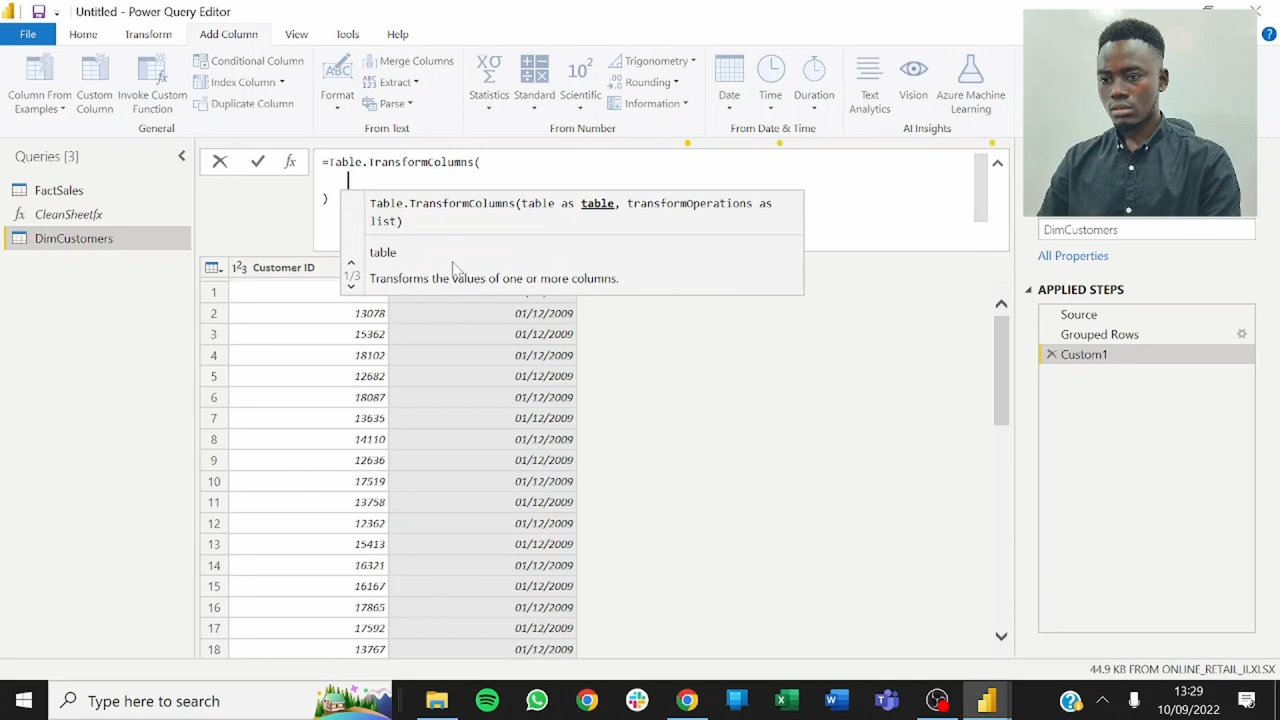 Untitled - Power Query Editor
File Home Transform Add Column View Tools Help
Column From Examples
Custom Column
Invoke Custom Function
Conditional Column
Index Column
Duplicate Column
General
Format
Merge Columns
ABC
123 Extract
Parse
From Text
Statistics
Standard
10² Scientific
Trigonometry
Rounding
Information
From Number
Date
Time
Duration
From Date & Time
Text Analytics
Vision
Azure Machine Learning
AI Insights
Queries [3]
FactSales
fx CleanSheetfx
DimCustomers
fx
=Table.TransformColumns(
)
Table.TransformColumns(table as table, transformOperations as
list)
table
1/3
Transforms the values of one or more columns.
1²3 Customer ID
1
2 13078 01/12/2009
3 15362 01/12/2009
4 18102 01/12/2009
5 12682 01/12/2009
6 18087 01/12/2009
7 13635 01/12/2009
8 14110 01/12/2009
9 12636 01/12/2009
10 17519 01/12/2009
11 13758 01/12/2009
12 12362 01/12/2009
13 15413 01/12/2009
14 16321 01/12/2009
15 16167 01/12/2009
16 17865 01/12/2009
17 17592 01/12/2009
18 13767 01/12/2009
DimCustomers
All Properties
APPLIED STEPS
Source
Grouped Rows
Custom1
44.9 KB FROM ONLINE_RETAIL_II.XLSX
Type here to search
13:29
10/09/2022